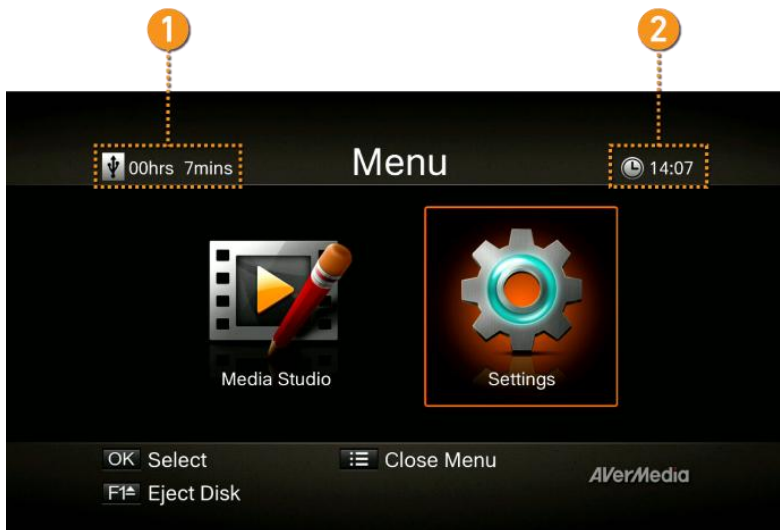 1 2
00hrs 7mins Menu 14:07
Media Studio Settings
OK Select Close Menu
F1 Eject Disk AVerMedia